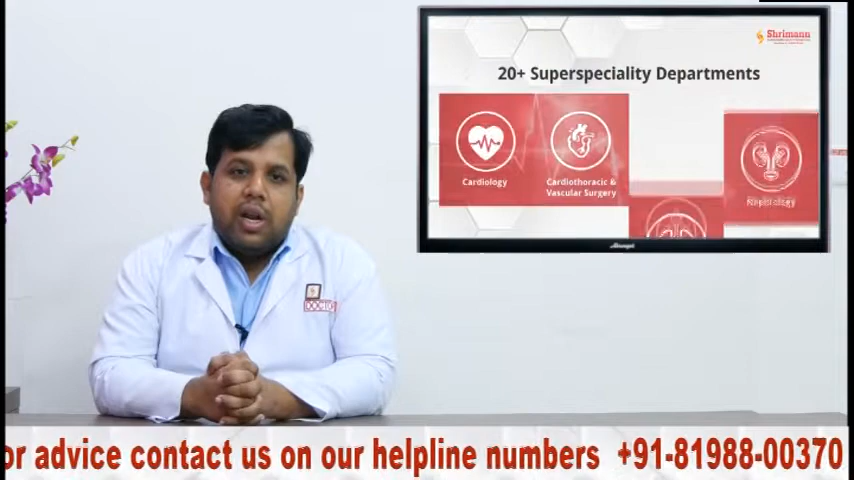 Shrimann
20+ Superspeciality Departments
Cardiology
Cardiothoracic &
Vascular Surgery
Nephrology
DOCTOR
or advice contact us on our helpline numbers +91-81988-00370